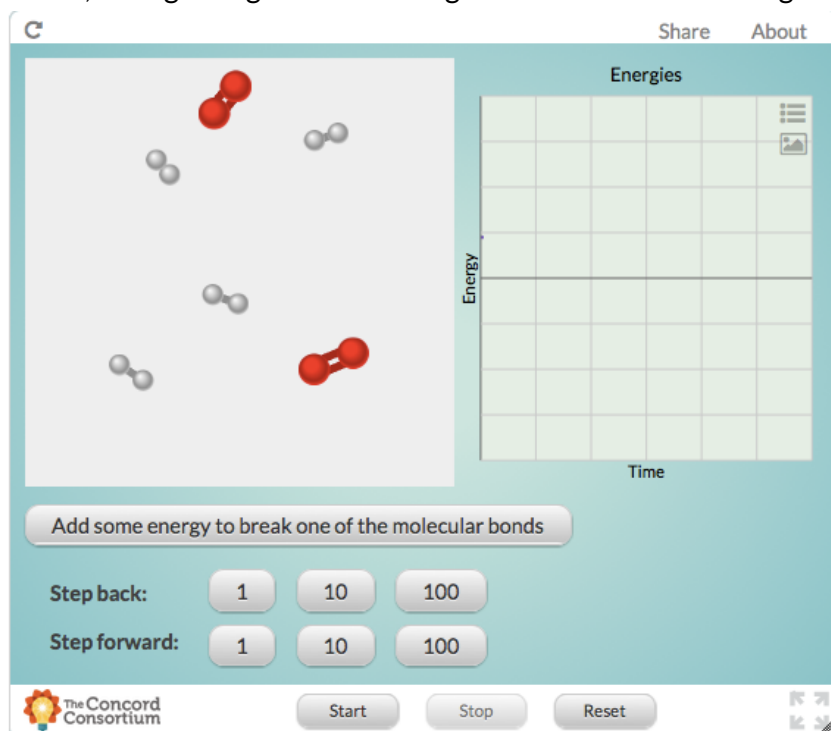 Share About
Energies
Energy
Time
Add some energy to break one of the molecular bonds
Step back: 1 10 100
Step forward: 1 10 100
The Concord
Consortium
Start Stop Reset